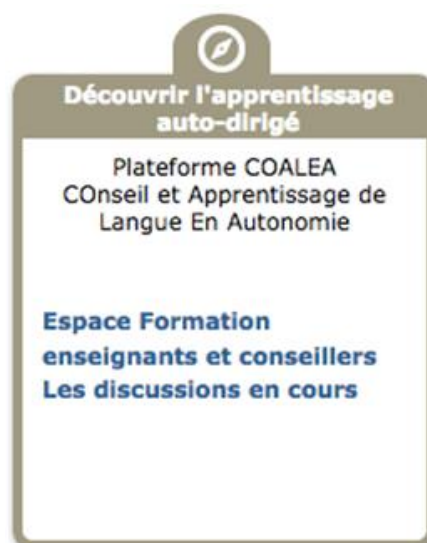 Découvrir l'apprentissage
auto-dirigé
Plateforme COALEA
COnseil et Apprentissage de
Langue En Autonomie
Espace Formation
enseignants et conseillers
Les discussions en cours